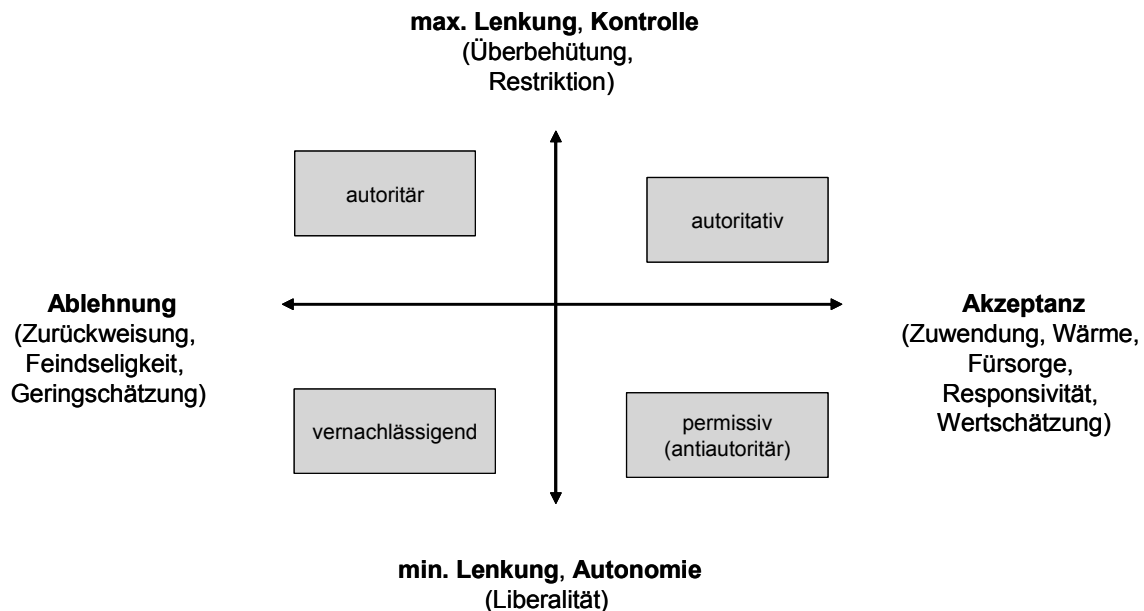 max. Lenkung, Kontrolle
(Überbehütung,
Restriktion)
autoritär
autoritativ
Ablehnung
(Zurückweisung,
Feindseligkeit,
Geringschätzung)
Akzeptanz
(Zuwendung, Wärme,
Fürsorge,
Responsivität,
Wertschätzung)
vernachlässigend
permissiv
(antiautoritär)
min. Lenkung, Autonomie
(Liberalität)